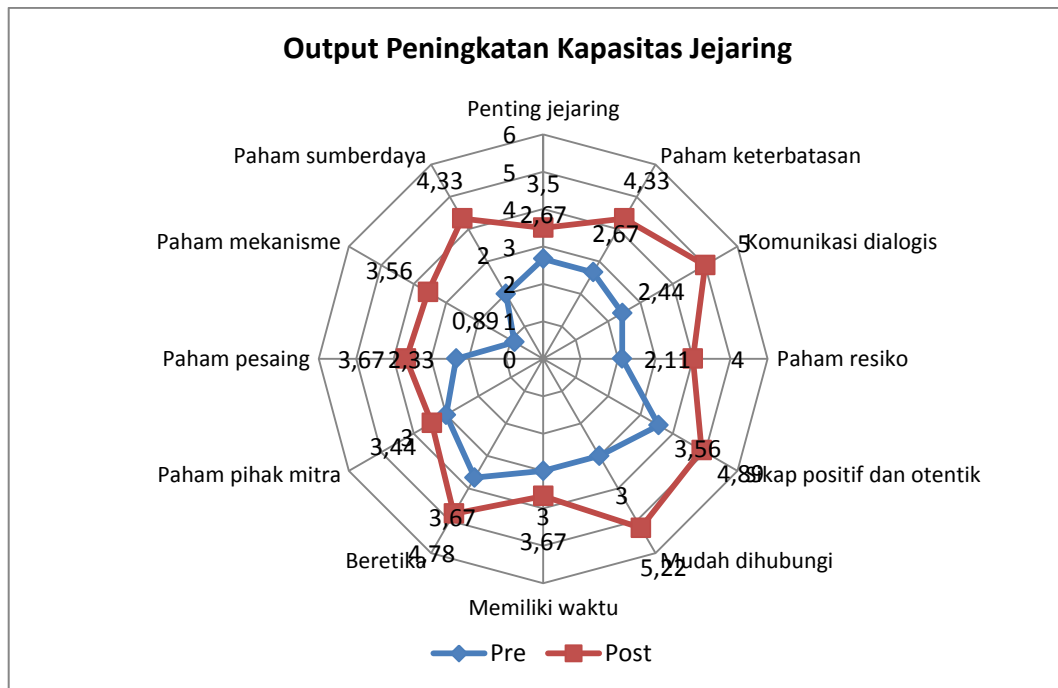 Output Peningkatan Kapasitas Jejaring
Penting jejaring
6
Paham sumberdaya
Paham keterbatasan
4,33
5
3,5
4,33
4
2,67
2,67
Paham mekanisme
3
Komunikasi dialogis
5
3,56
2
2
2,44
0,89
1
Paham pesaing
3,67
2,33
0
2,11
4
Paham resiko
3
3,44
3,56
Paham pihak mitra
4,89
Sikap positif dan otentik
3,67
3
3
Beretika
4,78
3,67
5,22
Mudah dihubungi
Memiliki waktu
Pre
Post